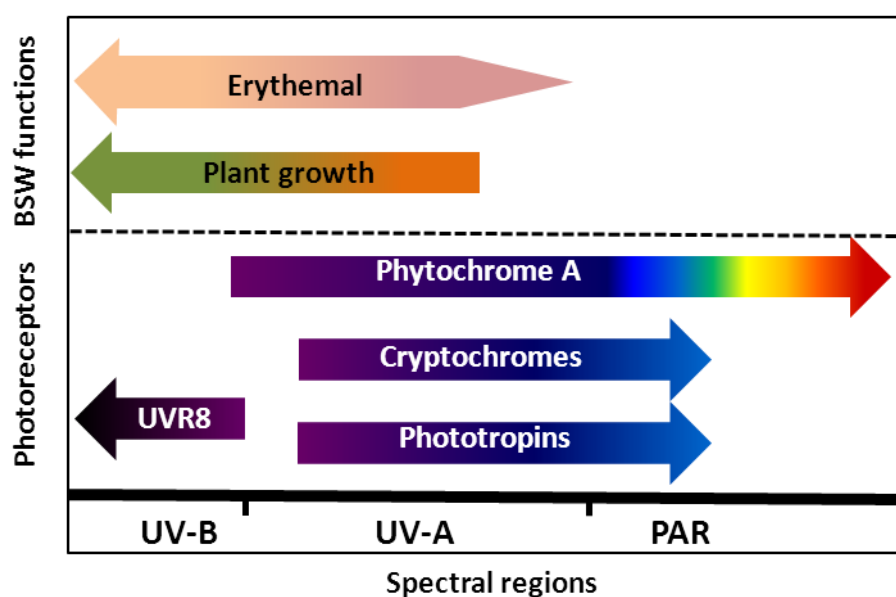 BSW functions
Erythemal
Plant growth
Photoreceptors
Phytochrome A
Cryptochromes
UVR8
Phototropins
UV-B
UV-A
PAR
Spectral regions